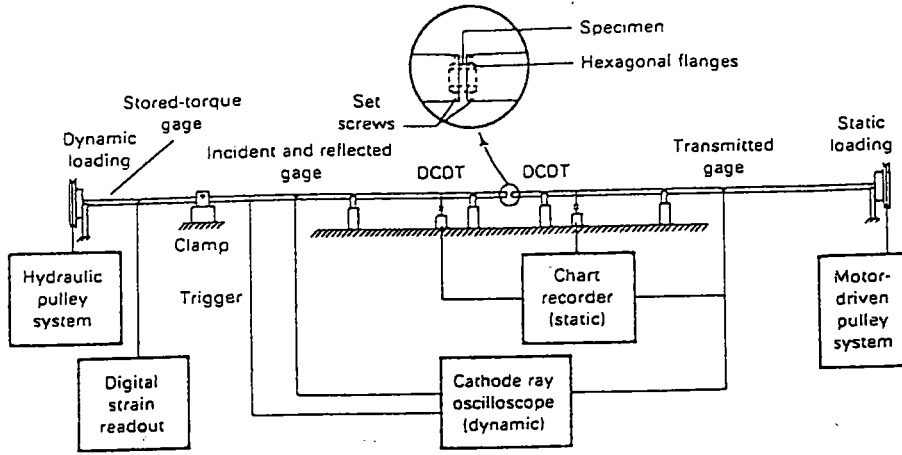 Specimen
Hexagonal flanges
Set
screws
Stored-torque
gage
Dynamic
loading
Incident and reflected
gage
DCDT
DCDT
Transmitted
gage
Static
loading
Clamp
Trigger
Hydraulic
pulley
system
Digital
strain
readout
Chart
recorder
(static)
Cathode ray
oscilloscope
(dynamic)
Motor-
driven
pulley
system